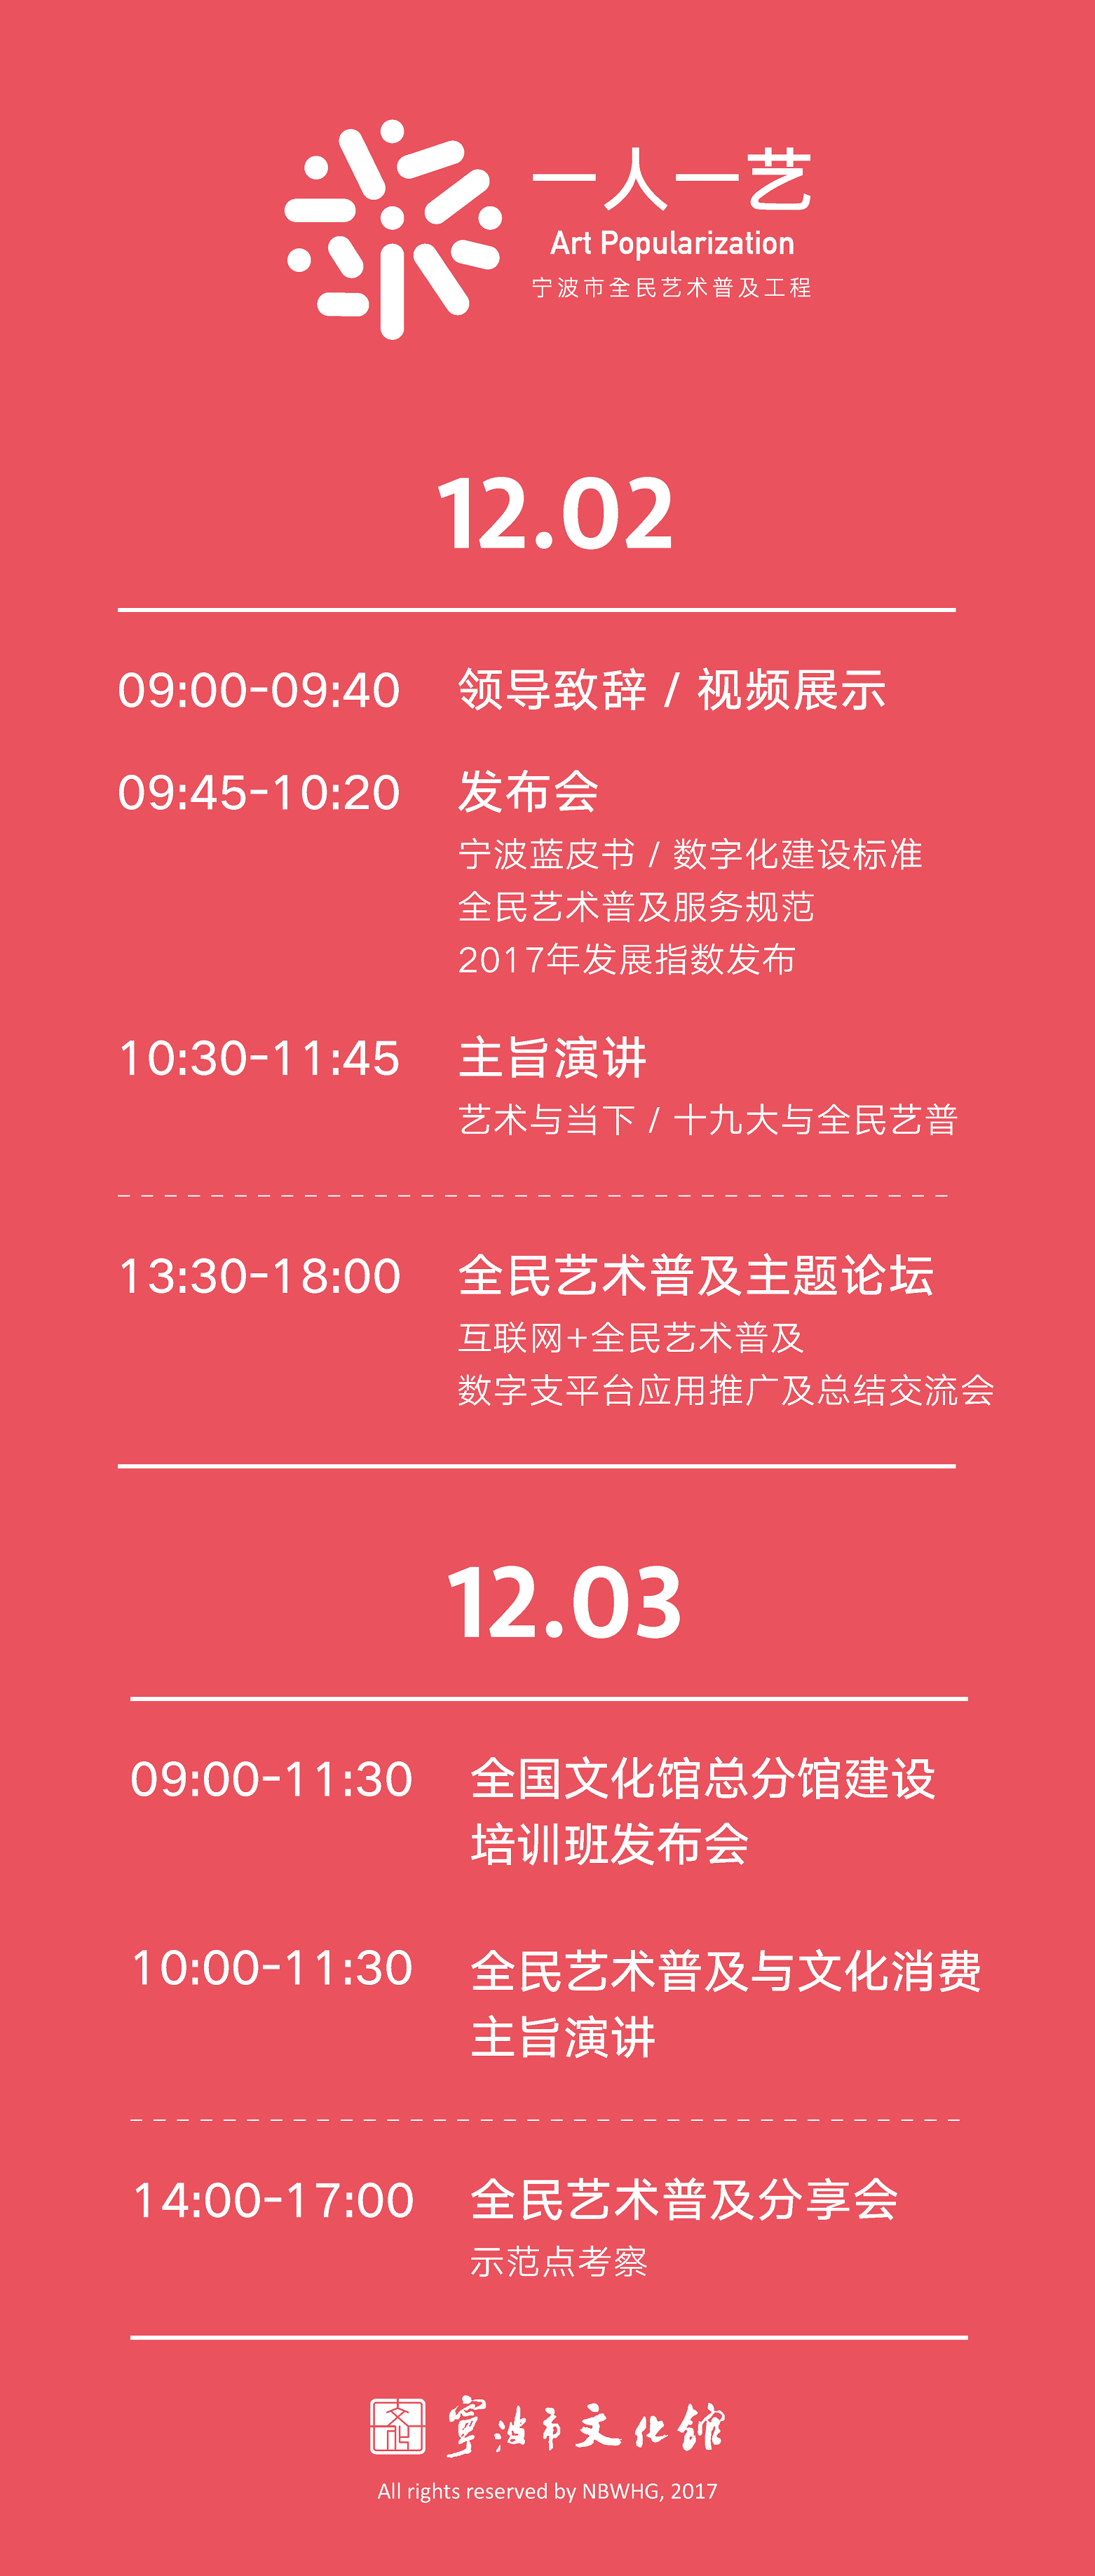 一人一艺
Art Popularization
宁波市全民艺术普及工程
12.02
09:00-09:40 领导致辞 / 视频展示
09:45-10:20 发布会
宁波蓝皮书 / 数字化建设标准
全民艺术普及服务规范
2017年发展指数发布
10:30-11:45 主旨演讲
艺术与当下 / 十九大与全民艺普
13:30-18:00 全民艺术普及主题论坛
互联网+全民艺术普及
数字支平台应用推广及总结交流会
12.03
09:00-11:30 全国文化馆总分馆建设
培训班发布会
10:00-11:30 全民艺术普及与文化消费
主旨演讲
14:00-17:00 全民艺术普及分享会
示范点考察
文化 寧波市文化馆
All rights reserved by NBWHG, 2017